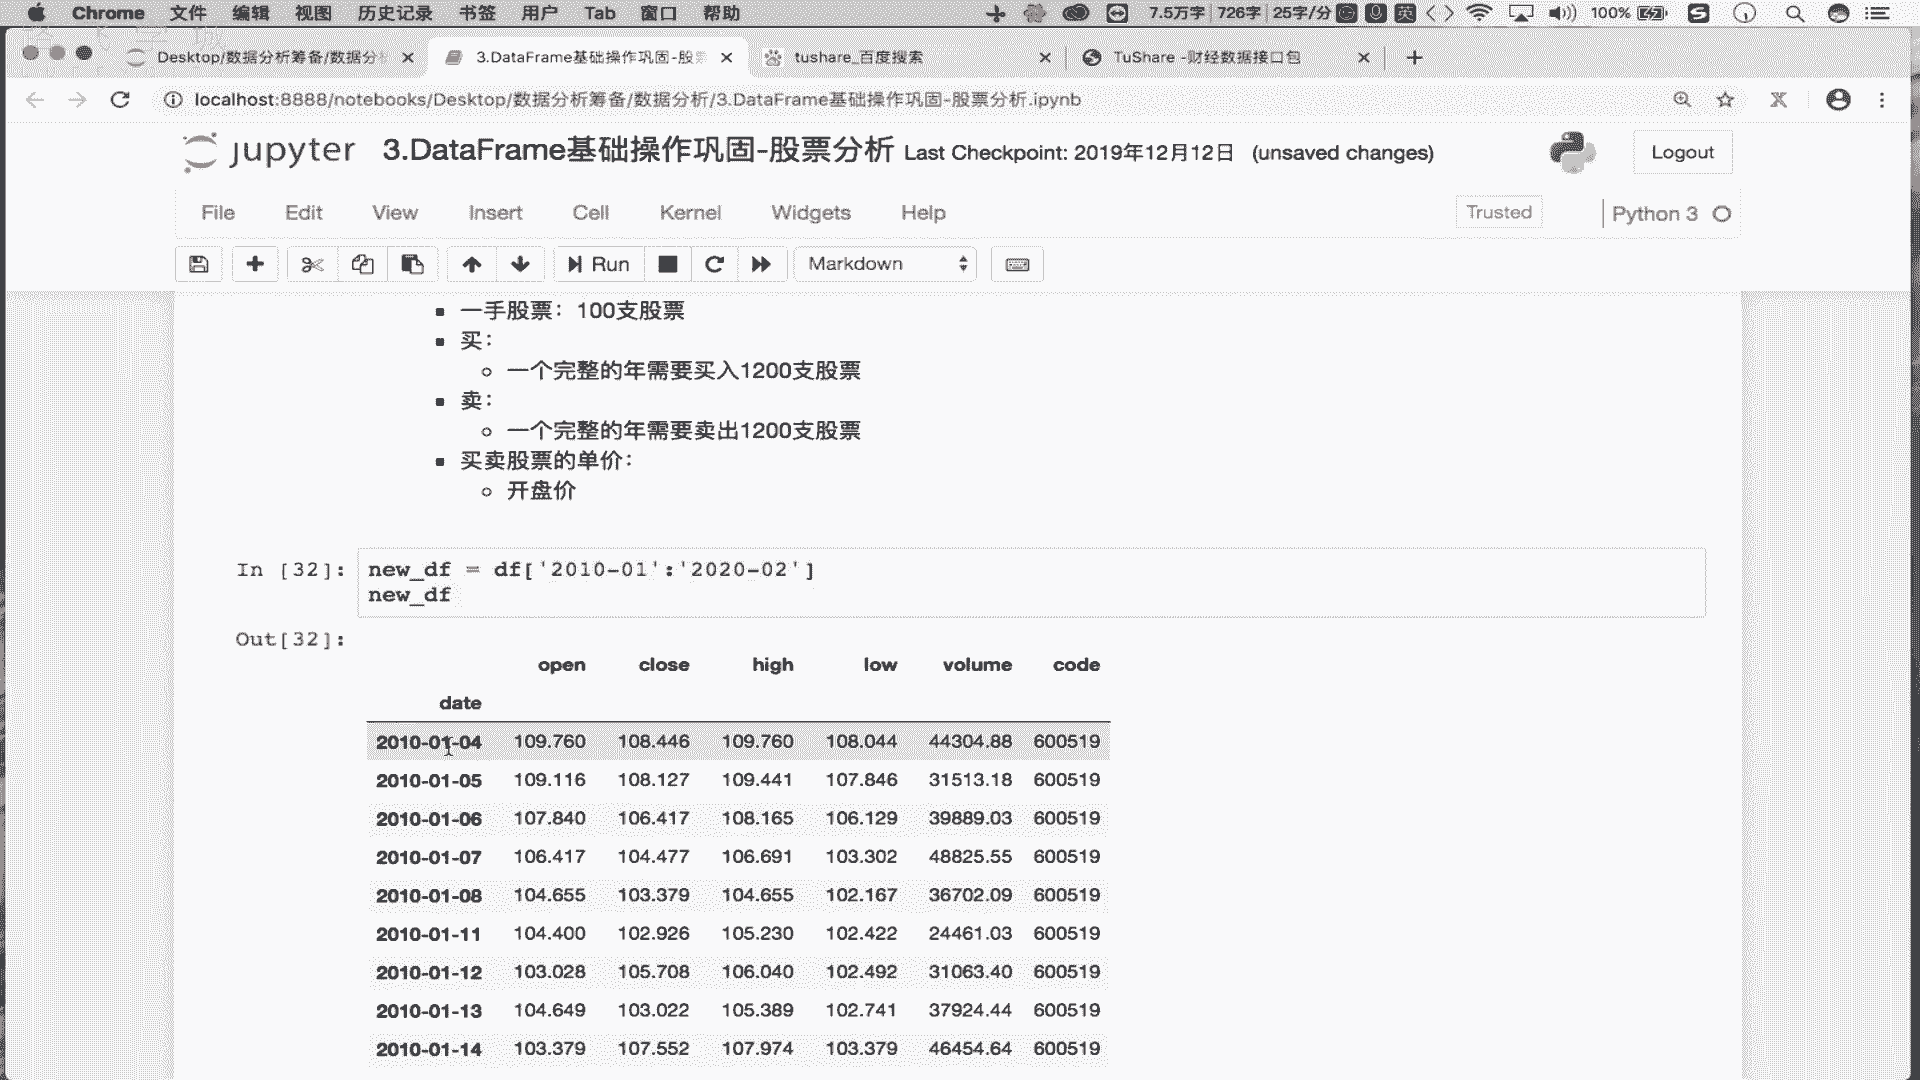 Chrome 文件 编辑 视图 历史记录 书签 用户 Tab 窗口 帮助 7.5万字 726字 25字/分 英 100%
Desktop/数据分析筹备/数据分析 3.DataFrame基础操作巩固-股票 tushare_百度搜索 TuShare -财经数据接口包
localhost:8888/notebooks/Desktop/数据分析筹备/数据分析/3.DataFrame基础操作巩固-股票分析.ipynb
jupyter 3.DataFrame基础操作巩固-股票分析 Last Checkpoint: 2019年12月12日 (unsaved changes) Logout
File Edit View Insert Cell Kernel Widgets Help Trusted Python 3
Run Markdown
一手股票：100支股票
买：
一个完整的年需要买入1200支股票
卖：
一个完整的年需要卖出1200支股票
买卖股票的单价：
开盘价
In [32]: new_df = df['2010-01':'2020-02']
new_df
Out[32]:
open close high low volume code
date
2010-01-04 109.760 108.446 109.760 108.044 44304.88 600519
2010-01-05 109.116 108.127 109.441 107.846 31513.18 600519
2010-01-06 107.840 106.417 108.165 106.129 39889.03 600519
2010-01-07 106.417 104.477 106.691 103.302 48825.55 600519
2010-01-08 104.655 103.379 104.655 102.167 36702.09 600519
2010-01-11 104.400 102.926 105.230 102.422 24461.03 600519
2010-01-12 103.028 105.708 106.040 102.492 31063.40 600519
2010-01-13 104.649 103.022 105.389 102.741 37924.44 600519
2010-01-14 103.379 107.552 107.974 103.379 46454.64 600519